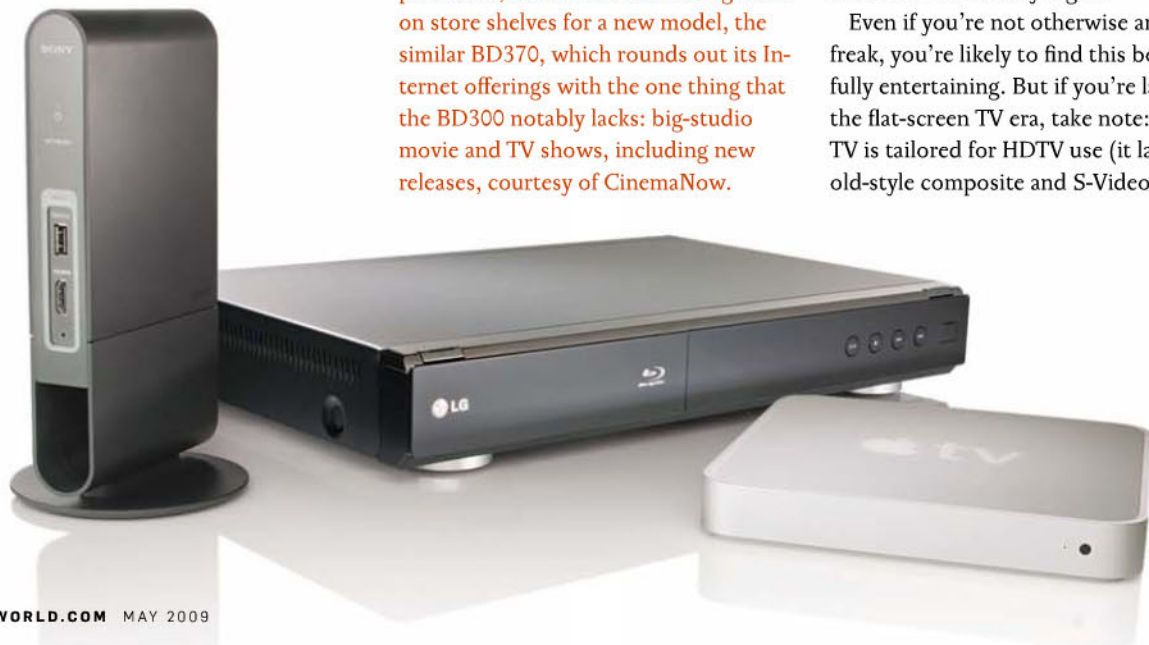 on store shelves for a new model, the
similar BD370, which rounds out its In-
ternet offerings with the one thing that
the BD300 notably lacks: big-studio
movie and TV shows, including new
releases, courtesy of CinemaNow.
Even if you're not otherwise
freak, you're likely to find this
fully entertaining. But if you're
the flat-screen TV era, take note:
TV is tailored for HDTV use (it
old-style composite and S-Video
SONY
LG
tv
WORLD.COM MAY 2009